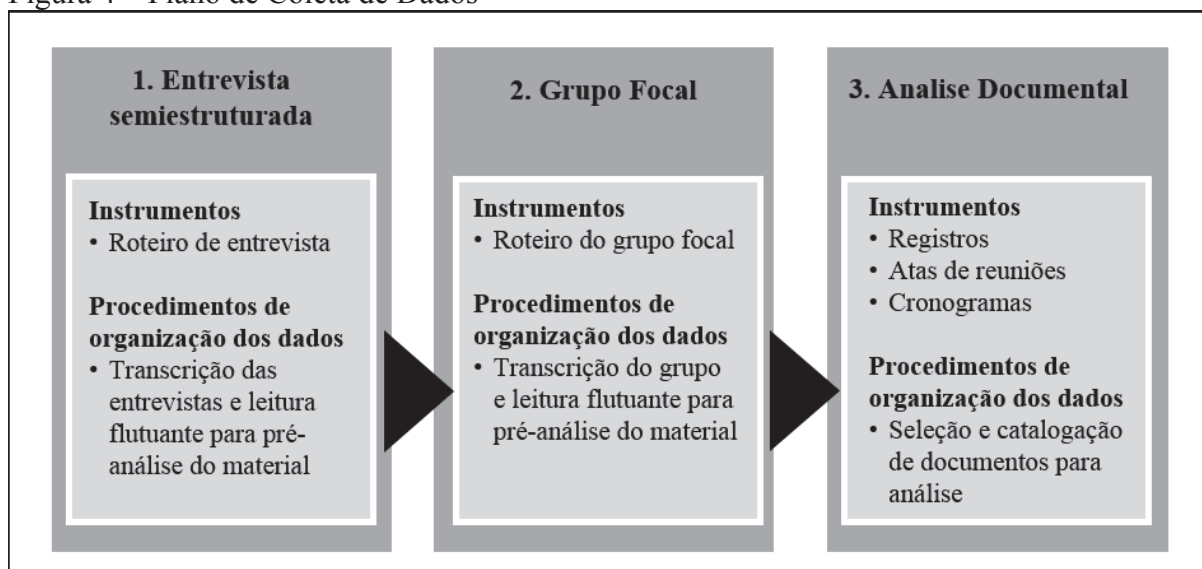 Figura 4 – Plano de Coleta de Dados
1. Entrevista
semiestruturada
Instrumentos
• Roteiro de entrevista
Procedimentos de
organização dos dados
• Transcrição das
entrevistas e leitura
flutuante para pré-
análise do material
2. Grupo Focal
Instrumentos
• Roteiro do grupo focal
Procedimentos de
organização dos dados
• Transcrição do grupo
e leitura flutuante para
pré-análise do material
3. Analise Documental
Instrumentos
• Registros
• Atas de reuniões
• Cronogramas
Procedimentos de
organização dos dados
• Seleção e catalogação
de documentos para
análise